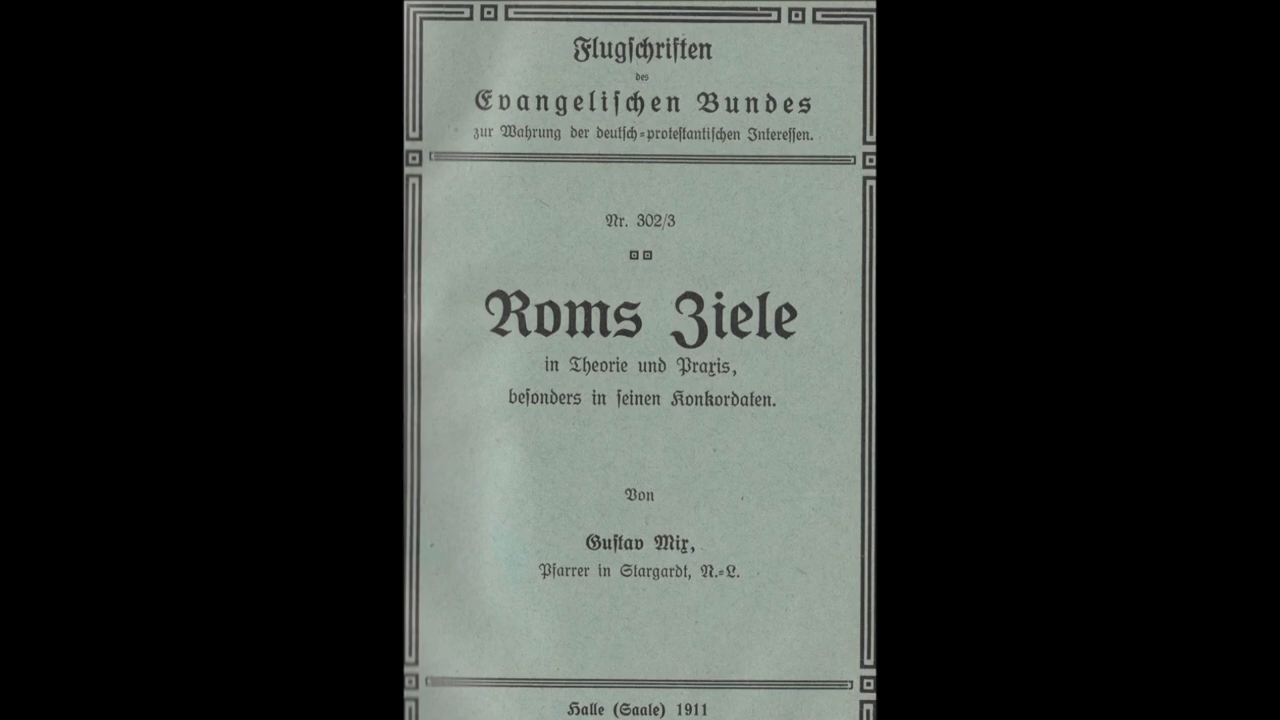 Flugschriften
des
Evangelischen Bundes
zur Wahrung der deutsch-protestantischen Interessen.
Nr. 302/3
Roms Ziele
in Theorie und Praxis,
besonders in seinen Konkordaten.
Von
Gustav Mix,
Pfarrer in Stargardt, N.-L.
Halle (Saale) 1911